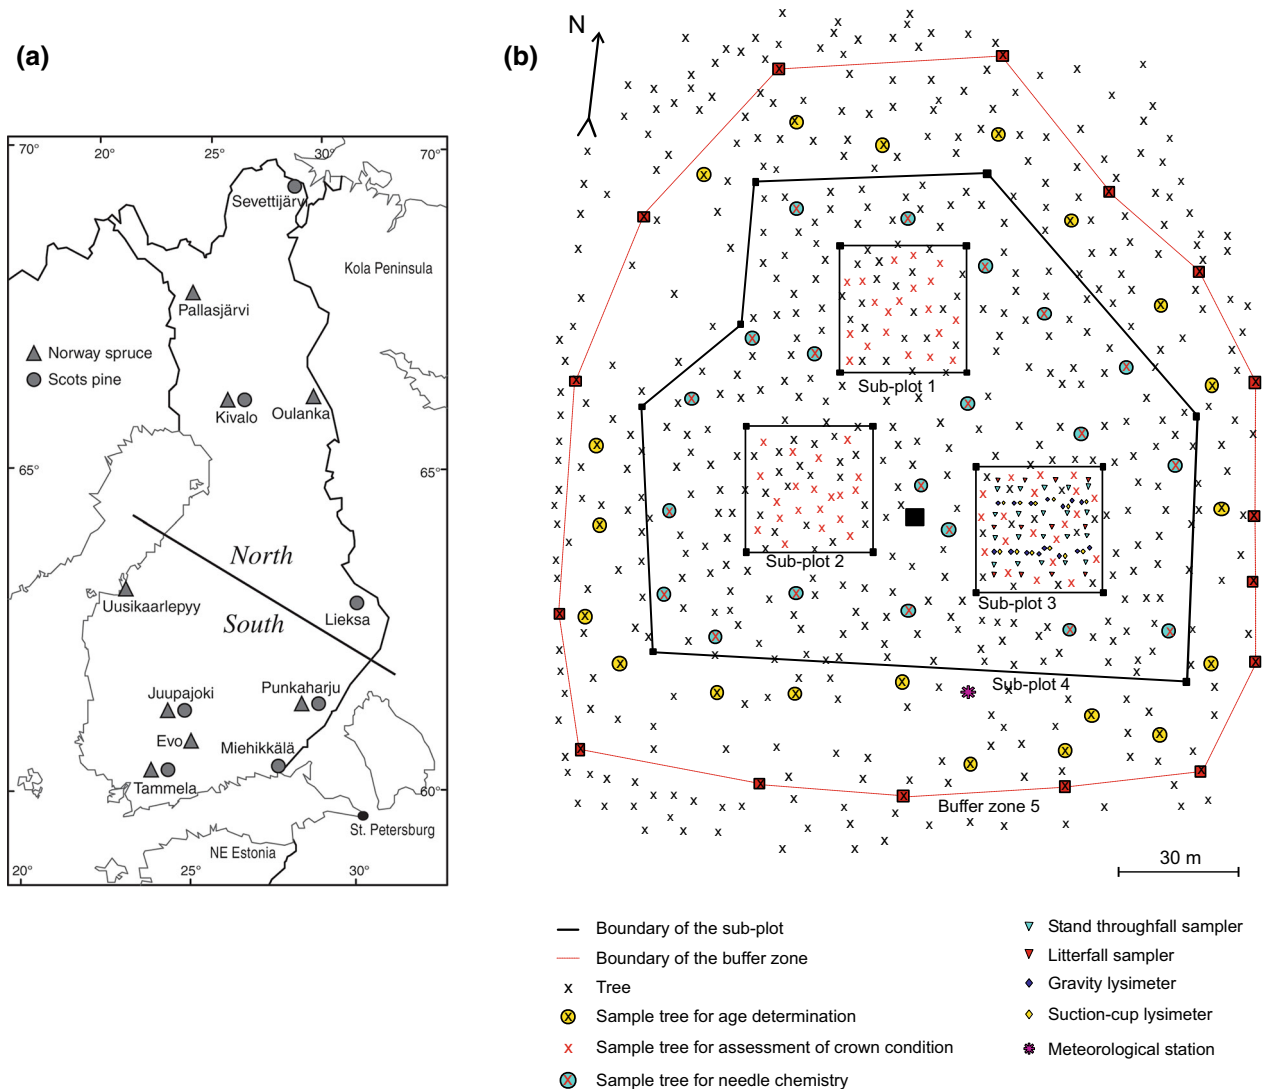 (a)
70°
20°
25°
30°
70°
Sevettijärvi
Kola Peninsula
Pallasjärvi
Norway spruce
Scots pine
Kivalo
Oulanka
65°
65°
North
South
Uusikaarlepyy
Lieksa
Juupajoki
Punkaharju
Evo
Miehikkälä
Tammela
60°
St. Petersburg
NE Estonia
20°
25°
30°
(b)
N
Sub-plot 1
Sub-plot 2
Sub-plot 3
Sub-plot 4
Buffer zone 5
30 m
Boundary of the sub-plot
Boundary of the buffer zone
x Tree
Sample tree for age determination
x Sample tree for assessment of crown condition
Sample tree for needle chemistry
Stand throughfall sampler
Litterfall sampler
Gravity lysimeter
Suction-cup lysimeter
Meteorological station